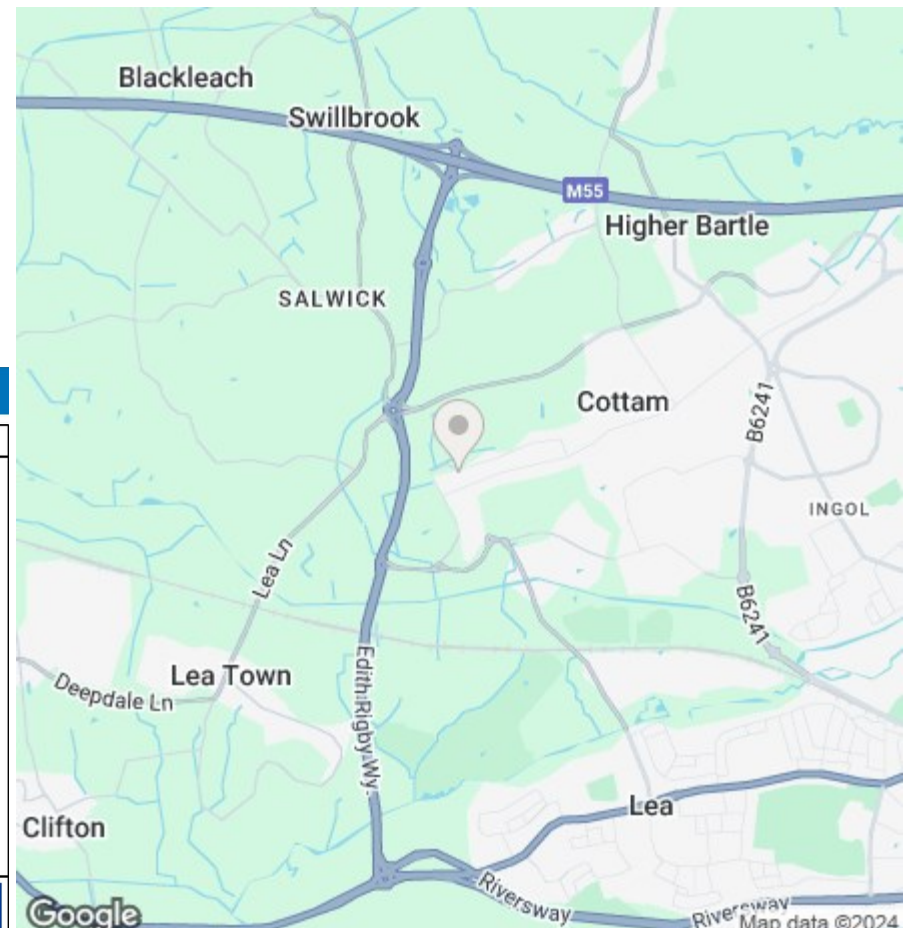 Blackleach
Swillbrook
M55
Higher Bartle
SALWICK
Cottam
B6241
INGOL
Lea Ln
B6241
Lea Town
Deepdale Ln
Edith Rigby Wy.
Lea
Clifton
Riversway
Riversway
Google
Map data ©2024